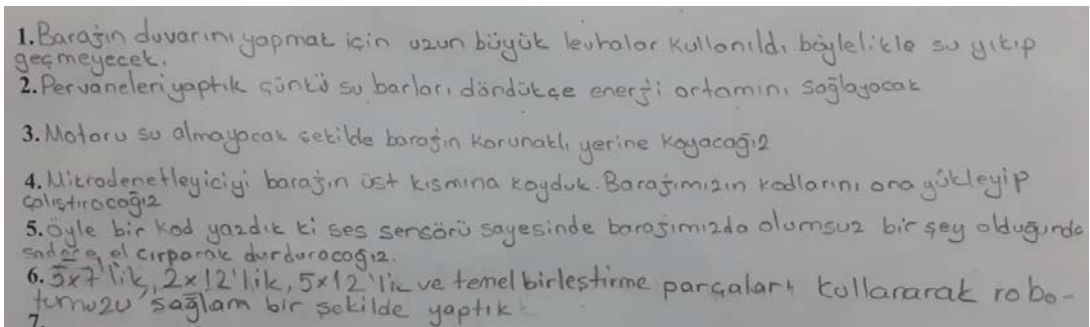 1. Barajın duvarını yapmak için uzun büyük levhalar kullanıldı böylelikle su yıkıp
geçmeyecek.
2. Pervaneleri yaptık çünkü su barları döndükçe enerji ortamını sağlayacak
3. Motoru su almayacak şekilde barajın korunaklı yerine koyacağız
4. Mikrodenetleyiciyi barajın üst kısmına koyduk. Barajımızın kodlarını ona yükleyip
çalıştıracağız
5. Öyle bir kod yazdık ki ses sensörü sayesinde barajımızda olumsuz bir şey olduğunda
sadece el çırparak durduracağız.
6. 5x7'lik, 2x12'lik, 5x12'lik ve temel birleştirme parçaları kullanarak robo-
tumuzu sağlam bir şekilde yaptık
7.